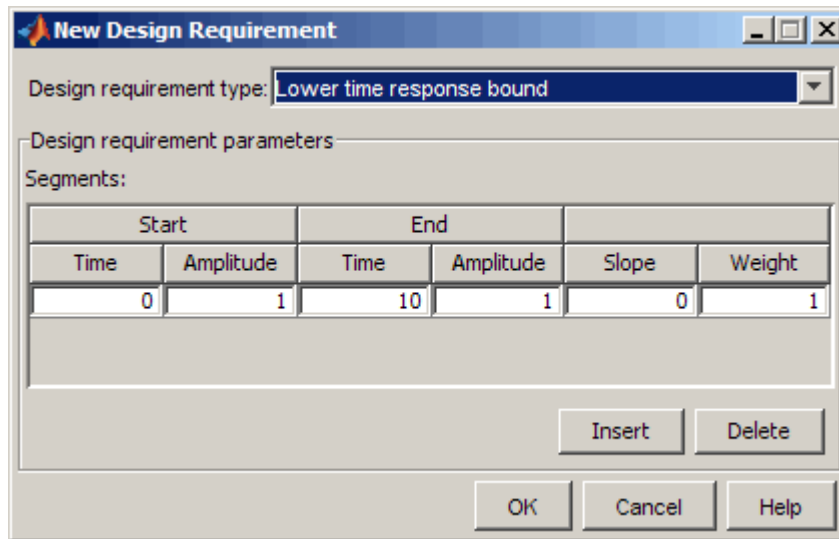 New Design Requirement
Design requirement type: Lower time response bound
Design requirement parameters
Segments:
Start End
Time Amplitude Time Amplitude Slope Weight
0 1 10 1 0 1
Insert Delete
OK Cancel Help